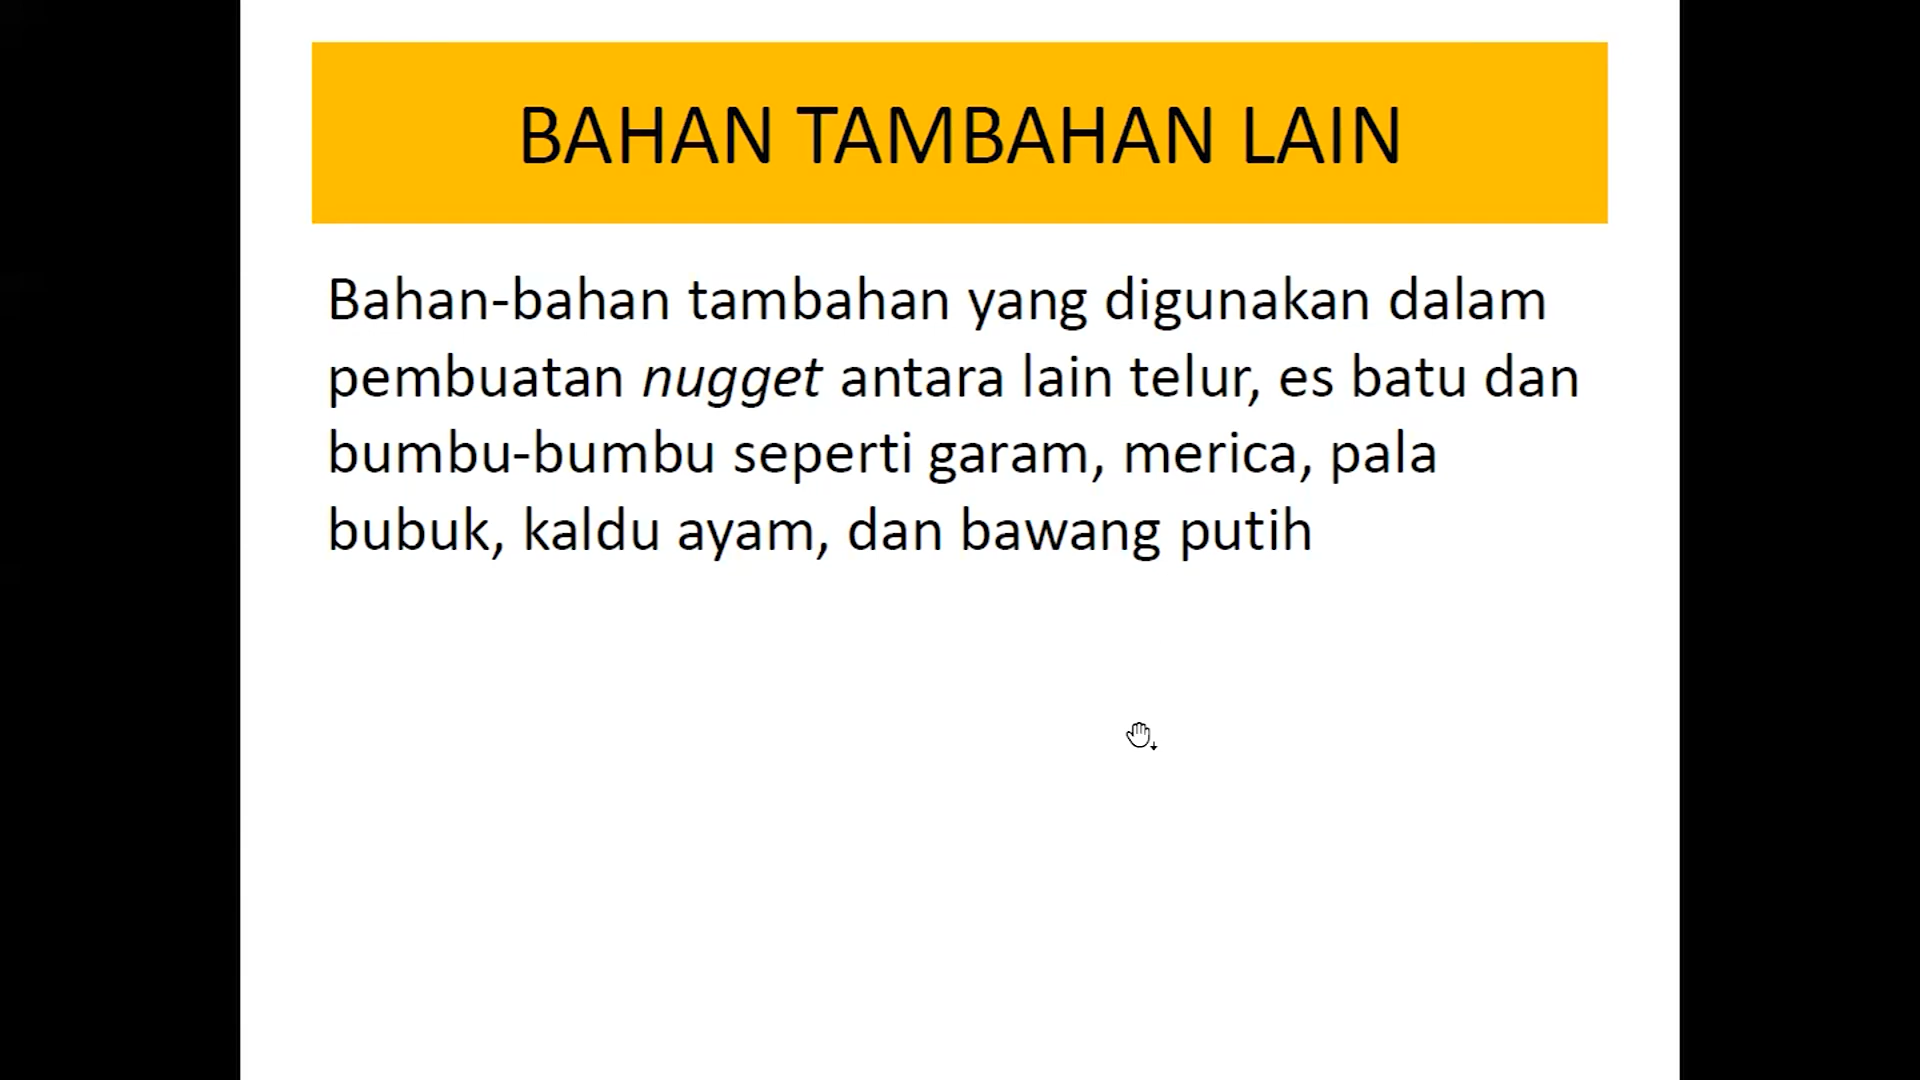 BAHAN TAMBAHAN LAIN
Bahan-bahan tambahan yang digunakan dalam
pembuatan nugget antara lain telur, es batu dan
bumbu-bumbu seperti garam, merica, pala
bubuk, kaldu ayam, dan bawang putih